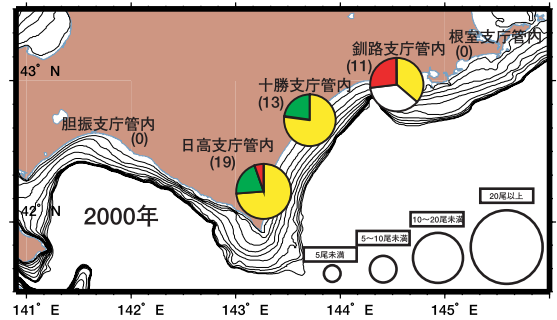 根室支庁管内
(0)
釧路支庁管内
(11)
43° N
十勝支庁管内
(13)
胆振支庁管内
(0)
日高支庁管内
(19)
42° N
2000年
20尾以上
10〜20尾未満
5〜10尾未満
5尾未満
141° E
142° E
143° E
144° E
145° E